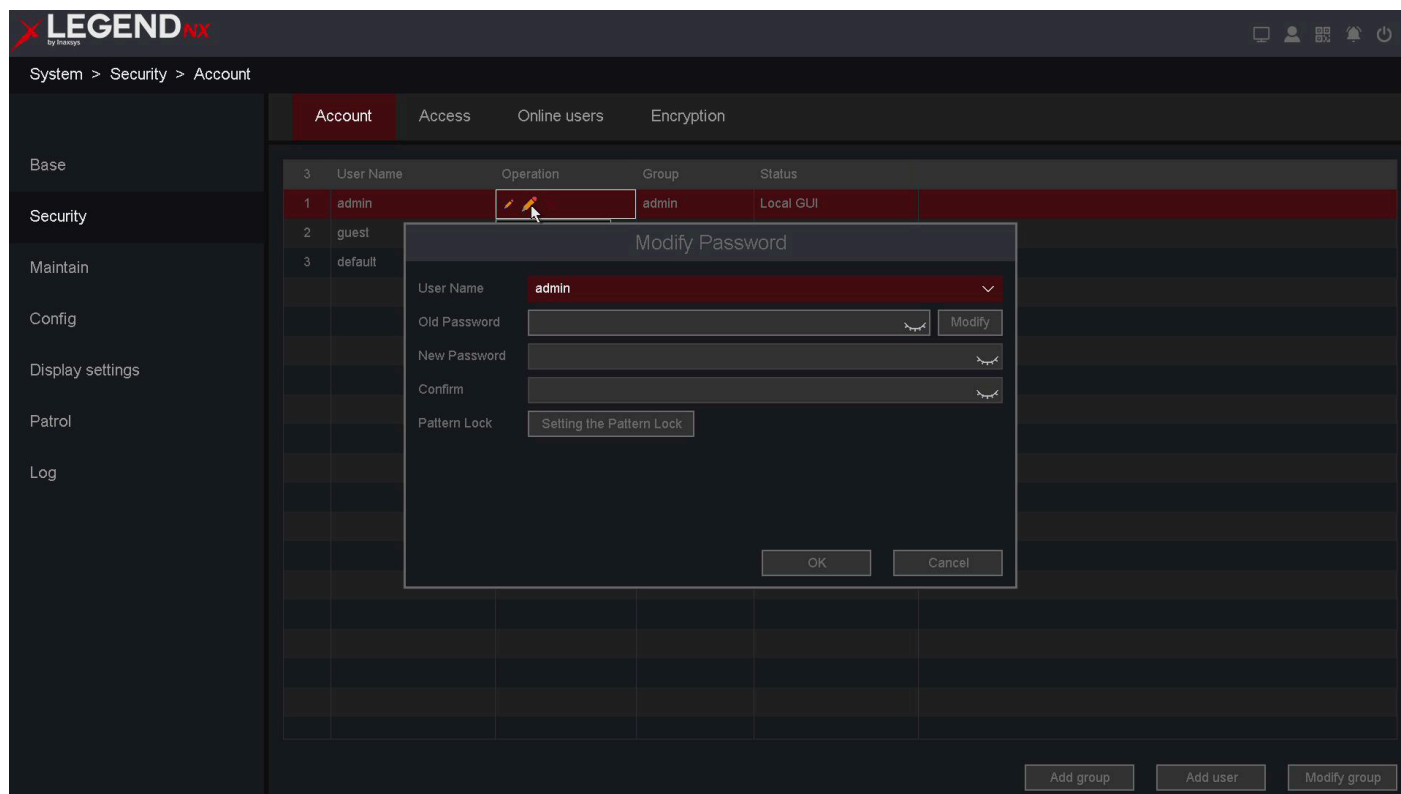 XLEGENDNX
by Inaxsys
System > Security > Account
Account Access Online users Encryption
Base
Security
Maintain
Config
Display settings
Patrol
Log
3 User Name Operation Group Status
1 admin admin Local GUI
2 guest
3 default
Modify Password
User Name admin
Old Password Modify
New Password
Confirm
Pattern Lock Setting the Pattern Lock
OK Cancel
Add group Add user Modify group